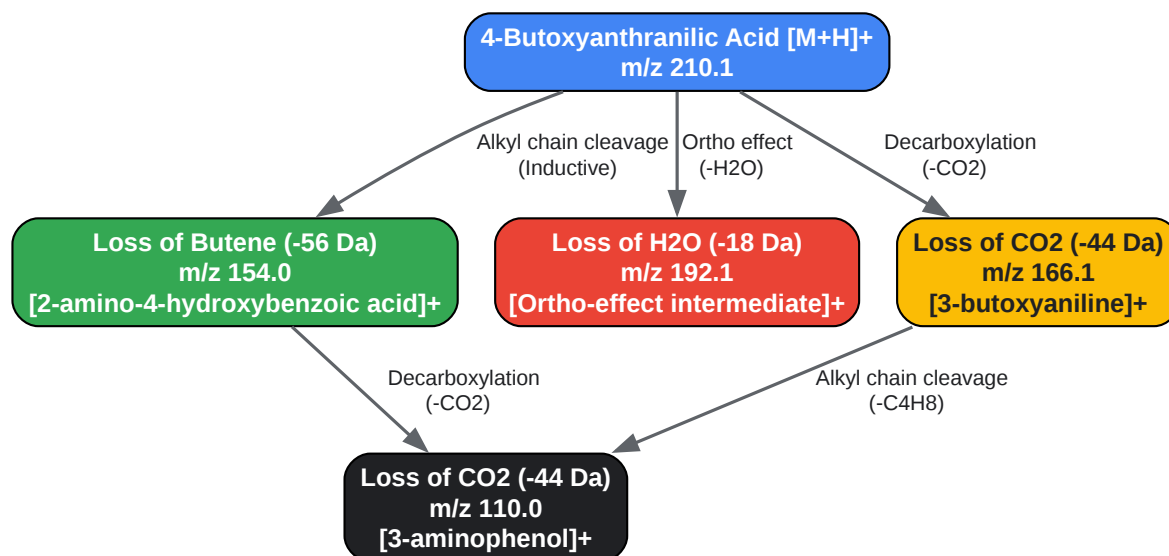 4-Butoxyanthranilic Acid [M+H]+
m/z 210.1
Alkyl chain cleavage
(Inductive)
Ortho effect
(-H2O)
Decarboxylation
(-CO2)
Loss of Butene (-56 Da)
m/z 154.0
[2-amino-4-hydroxybenzoic acid]+
Loss of H2O (-18 Da)
m/z 192.1
[Ortho-effect intermediate]+
Loss of CO2 (-44 Da)
m/z 166.1
[3-butoxyaniline]+
Decarboxylation
(-CO2)
Alkyl chain cleavage
(-C4H8)
Loss of CO2 (-44 Da)
m/z 110.0
[3-aminophenol]+